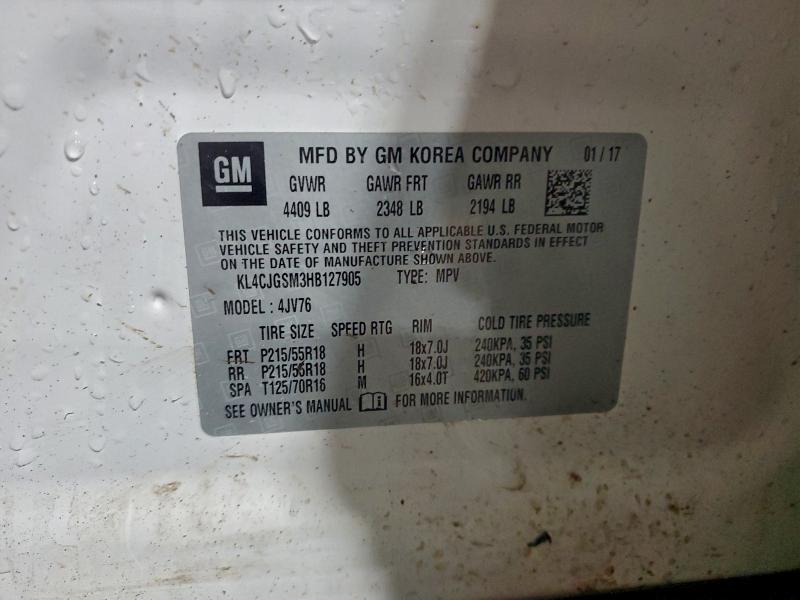 GM
MFD BY GM KOREA COMPANY 01/17
GVWR GAWR FRT GAWR RR
4409 LB 2348 LB 2194 LB
THIS VEHICLE CONFORMS TO ALL APPLICABLE U.S. FEDERAL MOTOR
VEHICLE SAFETY AND THEFT PREVENTION STANDARDS IN EFFECT
ON THE DATE OF MANUFACTURE SHOWN ABOVE.
KL4CJGSM3HB127905 TYPE: MPV
MODEL: 4JV76
TIRE SIZE SPEED RTG RIM COLD TIRE PRESSURE
FRT P215/55R18 H 18x7.0J 240KPA, 35 PSI
RR P215/55R18 H 18x7.0J 240KPA, 35 PSI
SPA T125/70R16 M 16x4.0T 420KPA, 60 PSI
SEE OWNER'S MANUAL FOR MORE INFORMATION.